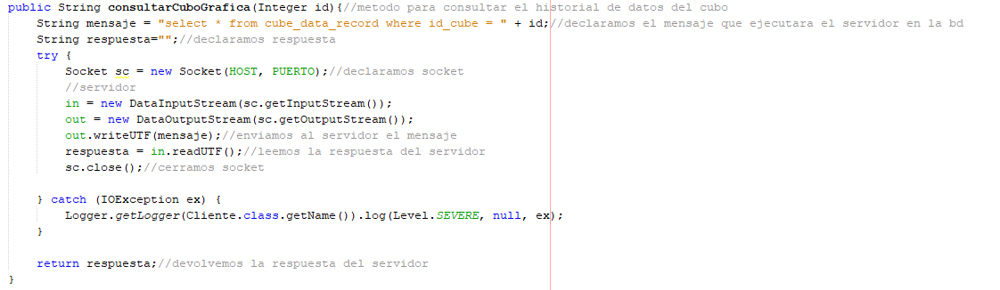 public String consultarCuboGrafica(Integer id){//metodo para consultar el historial de datos del cubo
String mensaje = "select * from cube_data_record where id_cube = " + id;//declaramos el mensaje que ejecutara el servidor en la bd
String respuesta="";//declaramos respuesta
try {
Socket sc = new Socket(HOST, PUERTO);//declaramos socket
//servidor
in = new DataInputStream(sc.getInputStream());
out = new DataOutputStream(sc.getOutputStream());
out.writeUTF(mensaje);//enviamos al servidor el mensaje
respuesta = in.readUTF();//leemos la respuesta del servidor
sc.close();//cerramos socket
} catch (IOException ex) {
Logger.getLogger(Cliente.class.getName()).log(Level.SEVERE, null, ex);
}
return respuesta;//devolvemos la respuesta del servidor
}